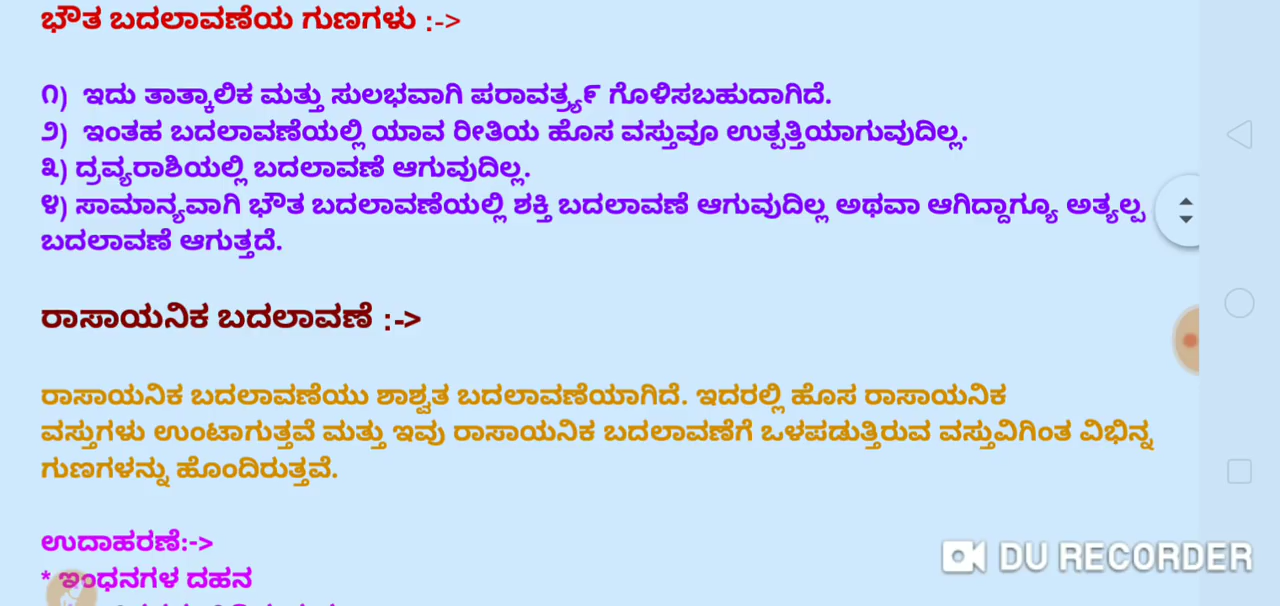 ಭೌತ ಬದಲಾವಣೆಯ ಗುಣಗಳು :->
೧) ಇದು ತಾತ್ಕಾಲಿಕ ಮತ್ತು ಸುಲಭವಾಗಿ ಪರಾವರ್ತ್ಯ ಗೊಳಿಸಬಹುದಾಗಿದೆ.
೨) ಇಂತಹ ಬದಲಾವಣೆಯಲ್ಲಿ ಯಾವ ರೀತಿಯ ಹೊಸ ವಸ್ತುವೂ ಉತ್ಪತ್ತಿಯಾಗುವುದಿಲ್ಲ.
೩) ದ್ರವ್ಯರಾಶಿಯಲ್ಲಿ ಬದಲಾವಣೆ ಆಗುವುದಿಲ್ಲ.
೪) ಸಾಮಾನ್ಯವಾಗಿ ಭೌತ ಬದಲಾವಣೆಯಲ್ಲಿ ಶಕ್ತಿ ಬದಲಾವಣೆ ಆಗುವುದಿಲ್ಲ ಅಥವಾ ಆಗಿದ್ದಾಗ್ಯೂ ಅತ್ಯಲ್ಪ
ಬದಲಾವಣೆ ಆಗುತ್ತದೆ.
ರಾಸಾಯನಿಕ ಬದಲಾವಣೆ :->
ರಾಸಾಯನಿಕ ಬದಲಾವಣೆಯು ಶಾಶ್ವತ ಬದಲಾವಣೆಯಾಗಿದೆ. ಇದರಲ್ಲಿ ಹೊಸ ರಾಸಾಯನಿಕ
ವಸ್ತುಗಳು ಉಂಟಾಗುತ್ತವೆ ಮತ್ತು ಇವು ರಾಸಾಯನಿಕ ಬದಲಾವಣೆಗೆ ಒಳಪಡುತ್ತಿರುವ ವಸ್ತುವಿಗಿಂತ ವಿಭಿನ್ನ
ಗುಣಗಳನ್ನು ಹೊಂದಿರುತ್ತವೆ.
ಉದಾಹರಣೆ:->
* ಇಂಧನಗಳ ದಹನ
DU RECORDER